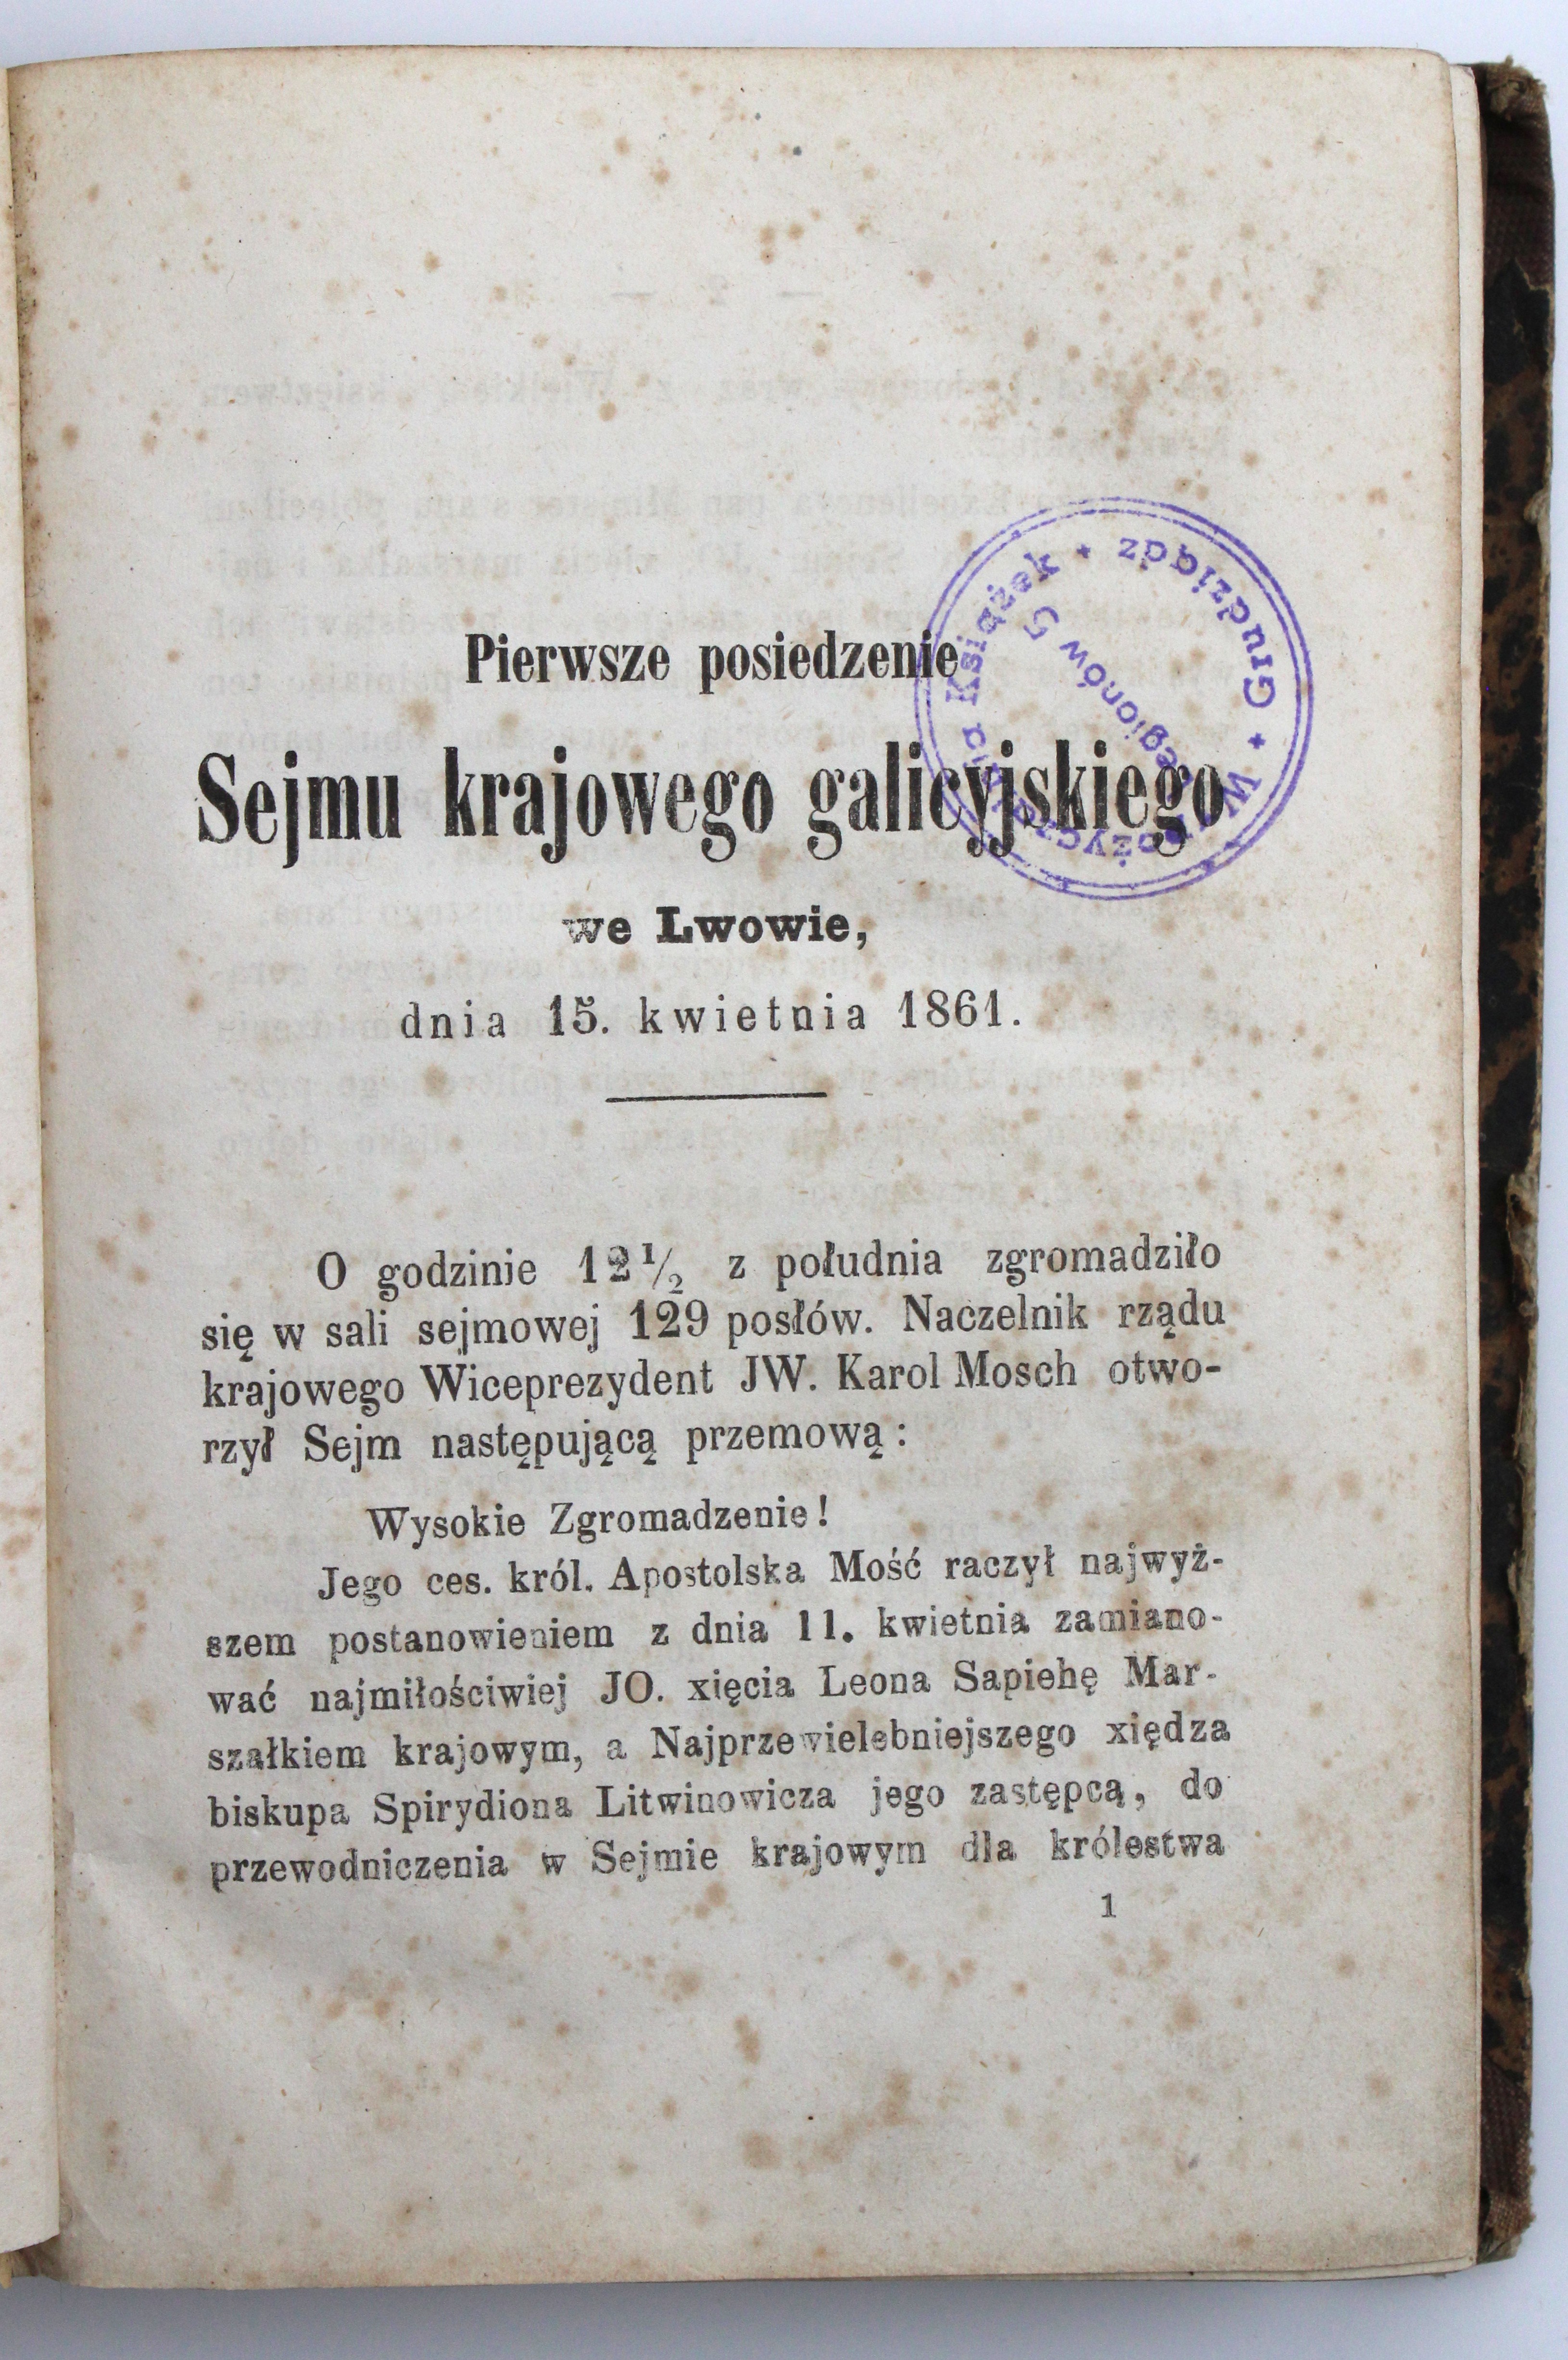 Pierwsze posiedzenie
Sejmu krajowego galicyjskiego
we Lwowie,
dnia 15. kwietnia 1861.
O godzinie 12 1/2 z południa zgromadziło
się w sali sejmowej 129 posłów. Naczelnik rządu
krajowego Wiceprezydent JW. Karol Mosch otwo-
rzył Sejm następującą przemową:
Wysokie Zgromadzenie!
Jego ces. król. Apostolska Mość raczył najwyż-
szem postanowieniem z dnia 11. kwietnia zamiano-
wać najmiłościwiej JO. xięcia Leona Sapiehę Mar-
szałkiem krajowym, a Najprzewielebniejszego xiędza
biskupa Spirydiona Litwinowicza jego zastępcą, do
przewodniczenia w Sejmie krajowym dla królestwa
1
Książek * Grudziądz *
5